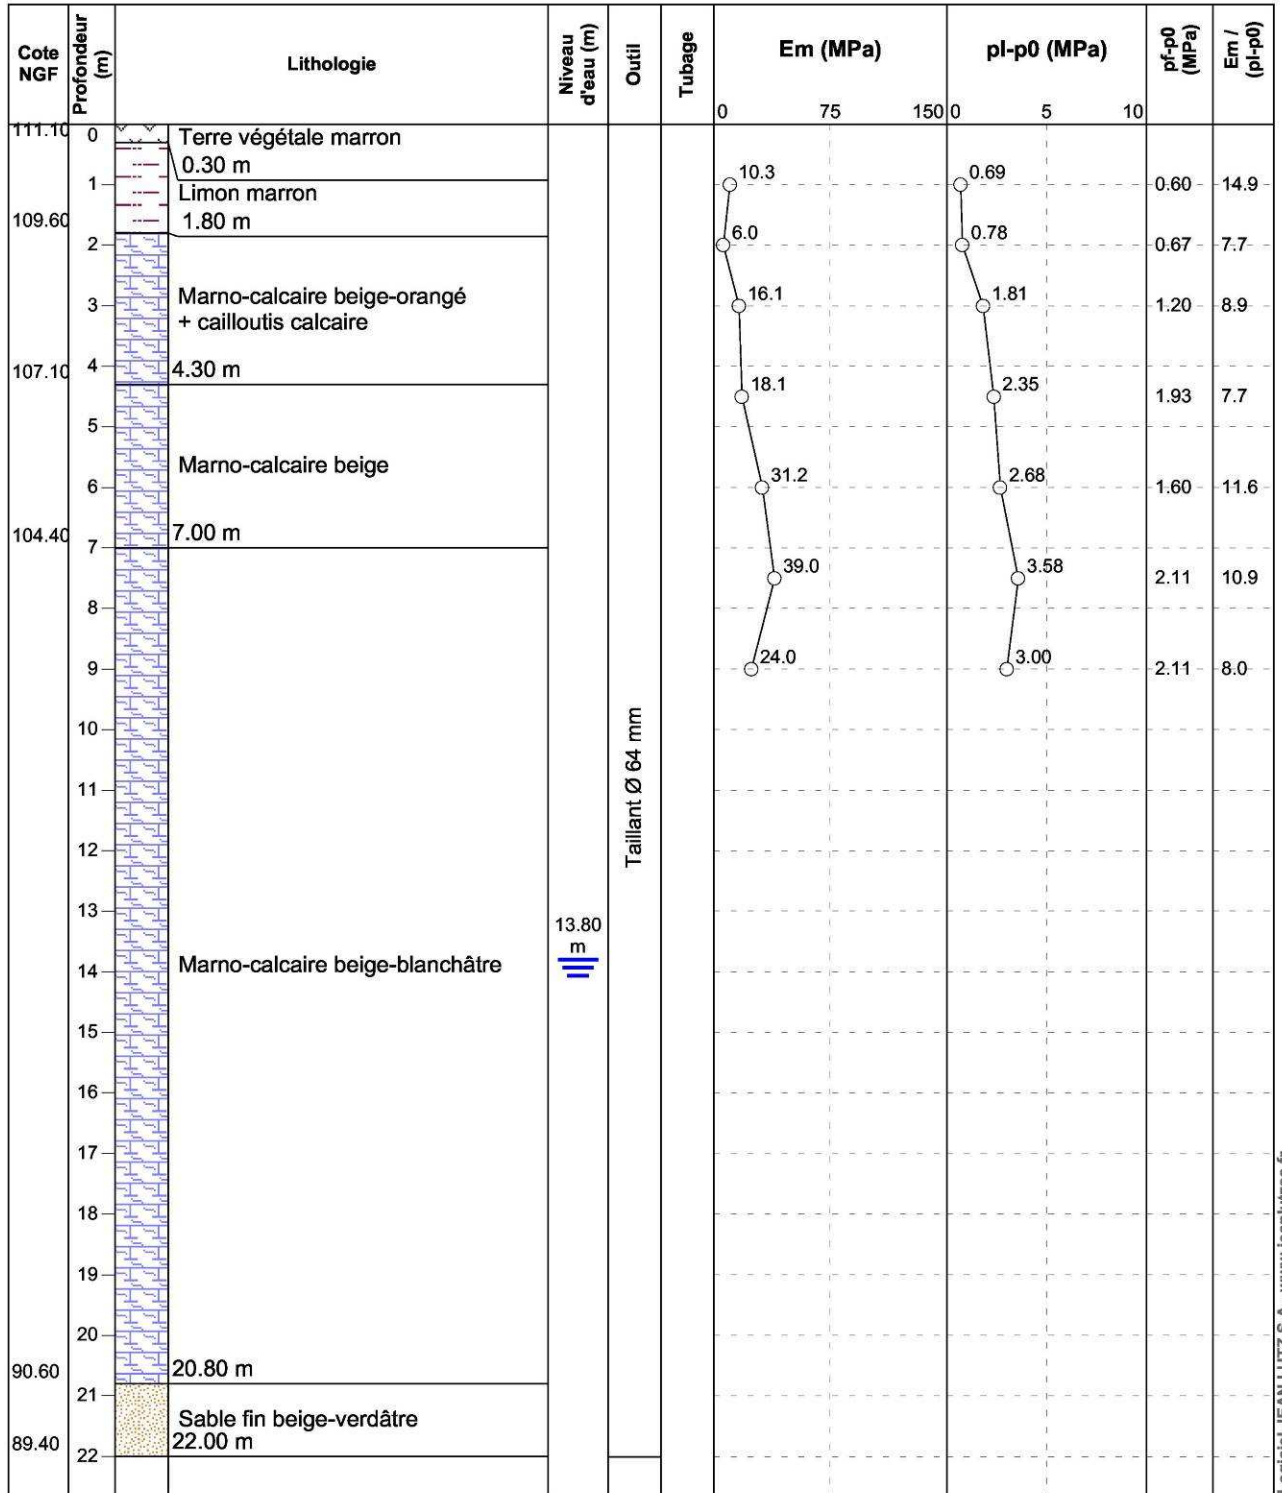 Cote
NGF
Profondeur
(m)
Lithologie
Niveau
d'eau (m)
Outil
Tubage
Em (MPa)
pl-p0 (MPa)
pf-p0
(MPa)
Em /
(pl-p0)
0 75 150
0 5 10
111.10
0
Terre végétale marron
0.30 m
1
Limon marron
10.3
0.69
0.60
14.9
109.60
1.80 m
2
6.0
0.78
0.67
7.7
Marno-calcaire beige-orangé
+ cailloutis calcaire
3
16.1
1.81
1.20
8.9
107.10
4
4.30 m
18.1
2.35
1.93
7.7
5
Marno-calcaire beige
6
31.2
2.68
1.60
11.6
104.40
7.00 m
7
39.0
3.58
2.11
10.9
8
9
24.0
3.00
2.11
8.0
10
11
Taillant Ø 64 mm
12
13
13.80
m
14
Marno-calcaire beige-blanchâtre
15
16
17
18
19
20
90.60
20.80 m
21
Sable fin beige-verdâtre
89.40
22.00 m
22
Logiciel JEAN LUTZ S.A - www.jeanlutzsa.fr